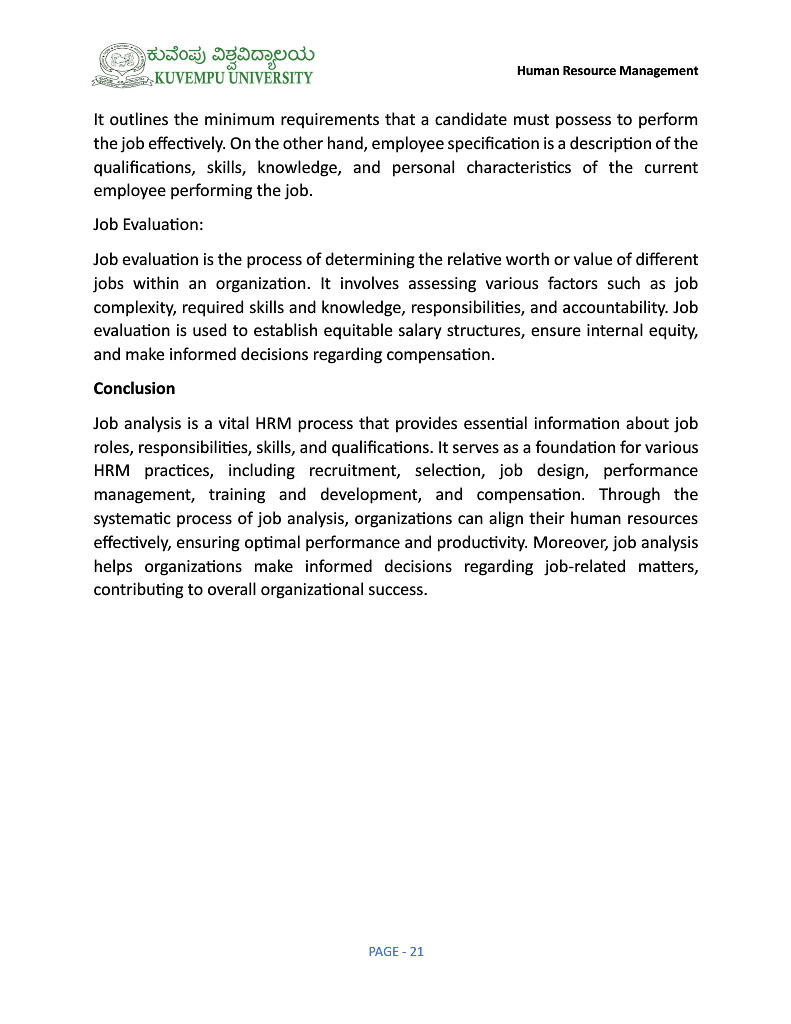 ಕುವೆಂಪು ವಿಶ್ವವಿದ್ಯಾಲಯ
KUVEMPU UNIVERSITY
Human Resource Management
It outlines the minimum requirements that a candidate must possess to perform
the job effectively. On the other hand, employee specification is a description of the
qualifications, skills, knowledge, and personal characteristics of the current
employee performing the job.
Job Evaluation:
Job evaluation is the process of determining the relative worth or value of different
jobs within an organization. It involves assessing various factors such as job
complexity, required skills and knowledge, responsibilities, and accountability. Job
evaluation is used to establish equitable salary structures, ensure internal equity,
and make informed decisions regarding compensation.
Conclusion
Job analysis is a vital HRM process that provides essential information about job
roles, responsibilities, skills, and qualifications. It serves as a foundation for various
HRM practices, including recruitment, selection, job design, performance
management, training and development, and compensation. Through the
systematic process of job analysis, organizations can align their human resources
effectively, ensuring optimal performance and productivity. Moreover, job analysis
helps organizations make informed decisions regarding job-related matters,
contributing to overall organizational success.
PAGE - 21